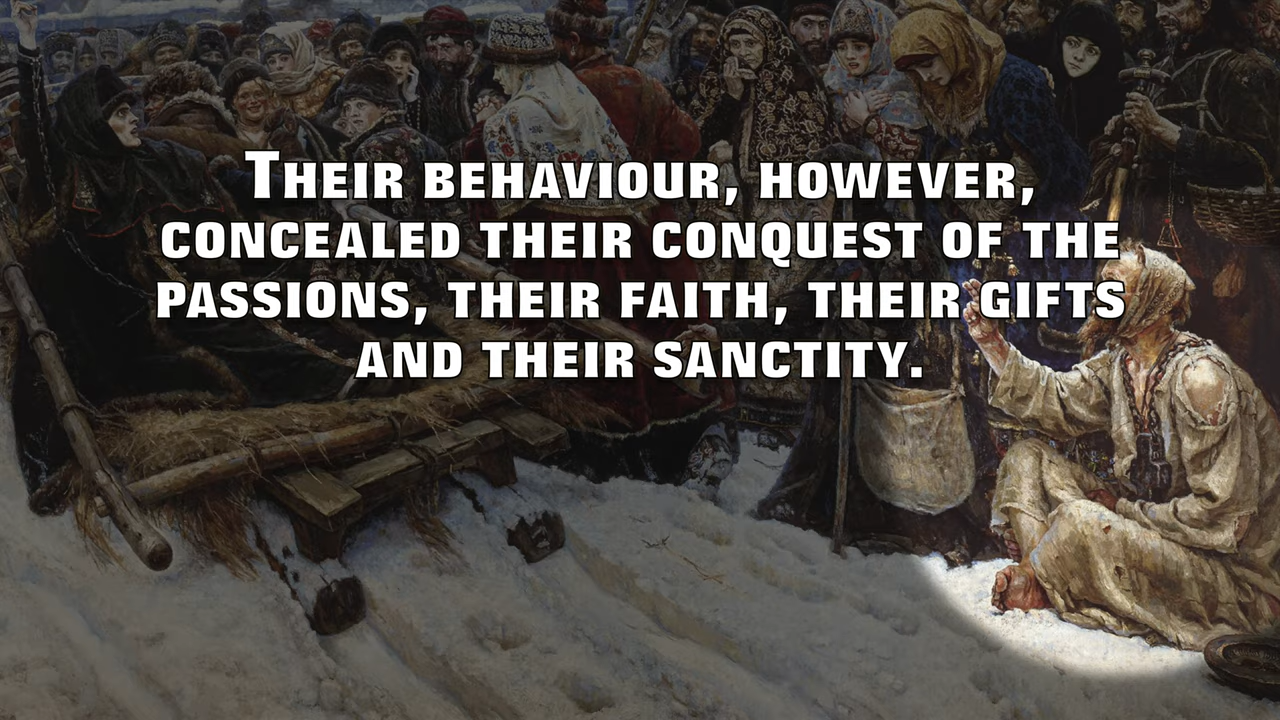 Their behaviour, however,
concealed their conquest of the
passions, their faith, their gifts
and their sanctity.